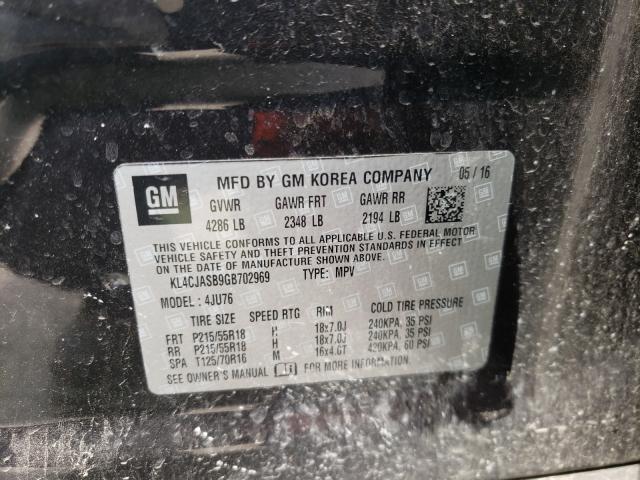 GM MFD BY GM KOREA COMPANY 05/16
GVWR GAWR FRT GAWR RR
4286 LB 2348 LB 2194 LB
THIS VEHICLE CONFORMS TO ALL APPLICABLE U.S. FEDERAL MOTOR
VEHICLE SAFETY AND THEFT PREVENTION STANDARDS IN EFFECT
ON THE DATE OF MANUFACTURE SHOWN ABOVE.
KL4CJASB9GB702969 TYPE: MPV
MODEL : 4JU76
TIRE SIZE SPEED RTG RIM COLD TIRE PRESSURE
FRT P215/55R18 H 18x7.0J 240KPA, 35 PSI
RR P215/55R18 H 18x7.0J 240KPA, 35 PSI
SPA T125/70R16 M 16x4.0T 420KPA, 60 PSI
SEE OWNER'S MANUAL FOR MORE INFORMATION.